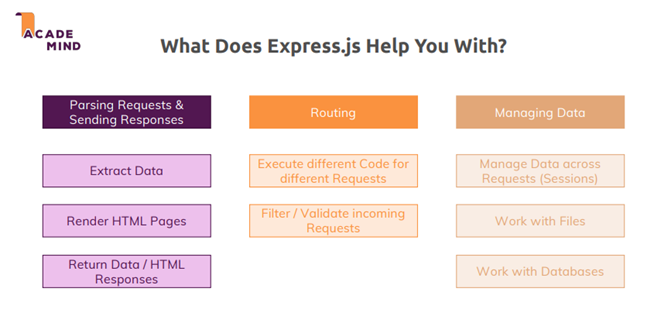 ACADE
MIND
What Does Express.js Help You With?
Parsing Requests &
Sending Responses
Extract Data
Render HTML Pages
Return Data / HTML
Responses
Routing
Execute different Code for
different Requests
Filter / Validate incoming
Requests
Managing Data
Manage Data across
Requests (Sessions)
Work with Files
Work with Databases